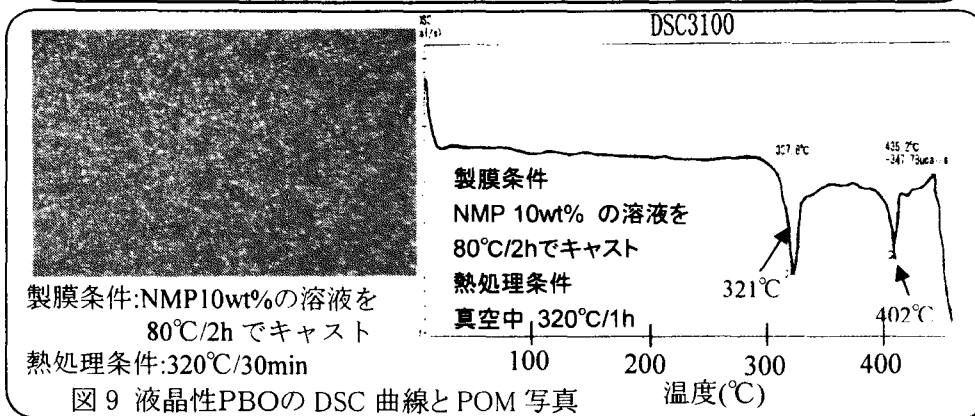 DSC3100
製膜条件
NMP 10wt% の溶液を
80℃/2hでキャスト
熱処理条件
真空中 320℃/1h
321℃
402℃
100 200 300 400
温度(℃)
製膜条件:NMP10wt%の溶液を
80℃/2h でキャスト
熱処理条件:320℃/30min
図 9 液晶性PBOの DSC 曲線と POM 写真